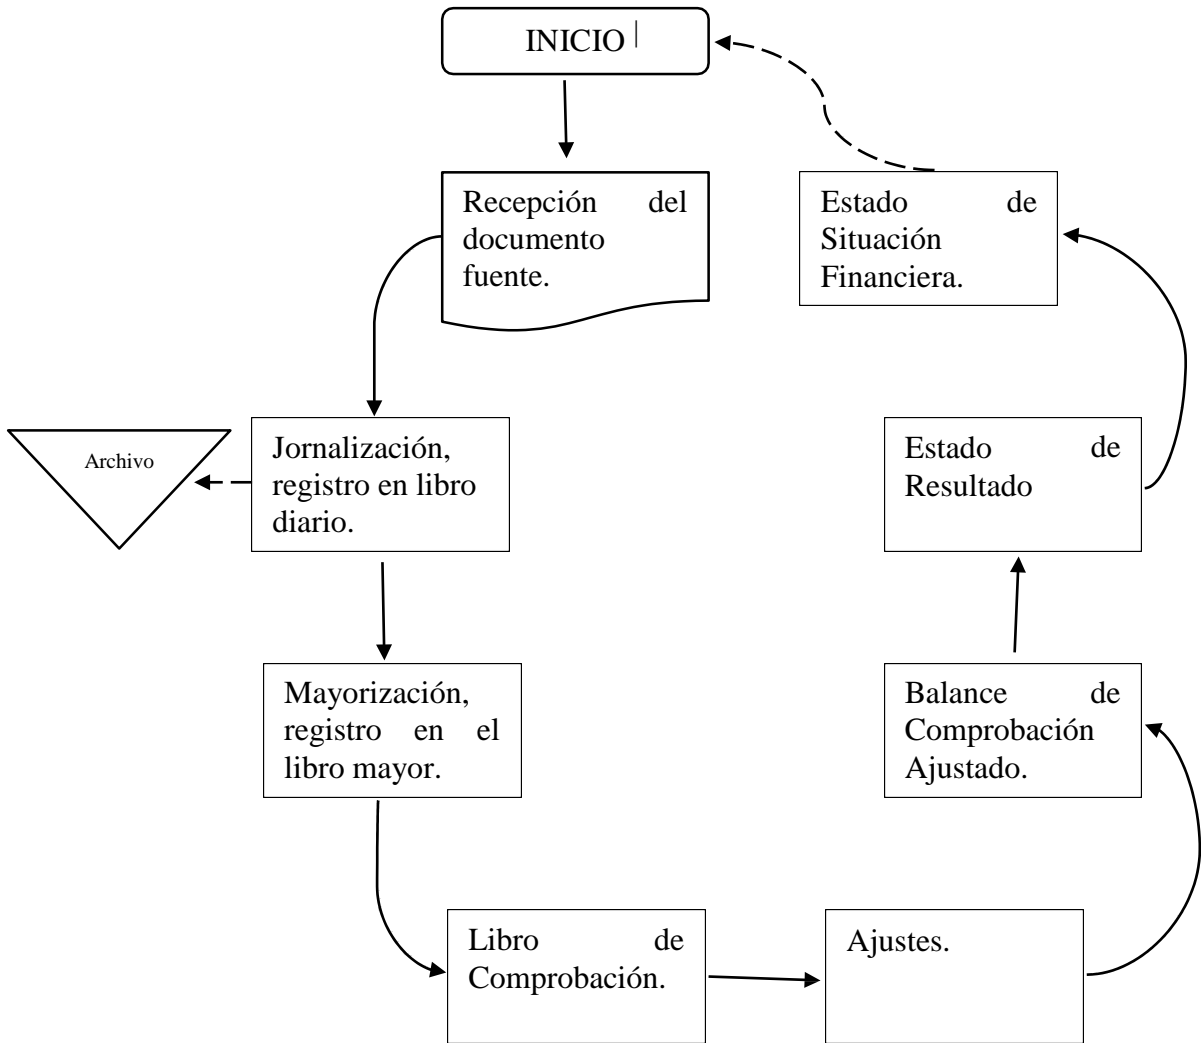 INICIO
Recepción del
documento
fuente.
Estado de
Situación
Financiera.
Archivo
Jornalización,
registro en libro
diario.
Estado de
Resultado
Mayorización,
registro en el
libro mayor.
Balance de
Comprobación
Ajustado.
Libro de
Comprobación.
Ajustes.